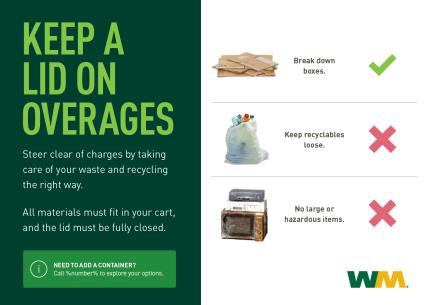 KEEP A
LID ON
OVERAGES
Steer clear of charges by taking
care of your waste and recycling
the right way.
All materials must fit in your cart,
and the lid must be fully closed.
NEED TO ADD A CONTAINER?
Call %number% to explore your options.
Break down
boxes.
Keep recyclables
loose.
No large or
hazardous items.
WM